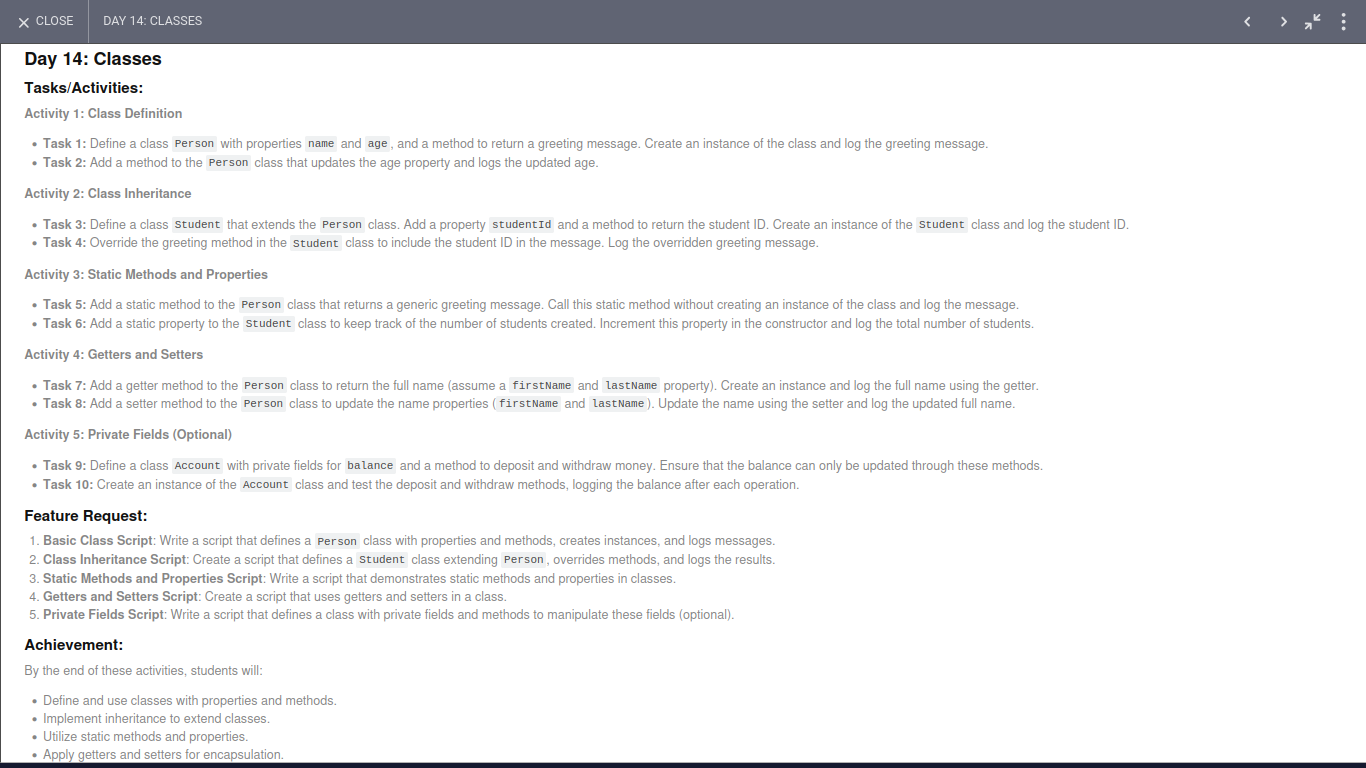 CLOSE
DAY 14: CLASSES
Day 14: Classes
Tasks/Activities:
Activity 1: Class Definition
• Task 1: Define a class Person with properties name and age, and a method to return a greeting message. Create an instance of the class and log the greeting message.
• Task 2: Add a method to the Person class that updates the age property and logs the updated age.
Activity 2: Class Inheritance
• Task 3: Define a class Student that extends the Person class. Add a property studentId and a method to return the student ID. Create an instance of the Student class and log the student ID.
• Task 4: Override the greeting method in the Student class to include the student ID in the message. Log the overridden greeting message.
Activity 3: Static Methods and Properties
• Task 5: Add a static method to the Person class that returns a generic greeting message. Call this static method without creating an instance of the class and log the message.
• Task 6: Add a static property to the Student class to keep track of the number of students created. Increment this property in the constructor and log the total number of students.
Activity 4: Getters and Setters
• Task 7: Add a getter method to the Person class to return the full name (assume a firstName and lastName property). Create an instance and log the full name using the getter.
• Task 8: Add a setter method to the Person class to update the name properties (firstName and lastName). Update the name using the setter and log the updated full name.
Activity 5: Private Fields (Optional)
• Task 9: Define a class Account with private fields for balance and a method to deposit and withdraw money. Ensure that the balance can only be updated through these methods.
• Task 10: Create an instance of the Account class and test the deposit and withdraw methods, logging the balance after each operation.
Feature Request:
1. Basic Class Script: Write a script that defines a Person class with properties and methods, creates instances, and logs messages.
2. Class Inheritance Script: Create a script that defines a Student class extending Person, overrides methods, and logs the results.
3. Static Methods and Properties Script: Write a script that demonstrates static methods and properties in classes.
4. Getters and Setters Script: Create a script that uses getters and setters in a class.
5. Private Fields Script: Write a script that defines a class with private fields and methods to manipulate these fields (optional).
Achievement:
By the end of these activities, students will:
• Define and use classes with properties and methods.
• Implement inheritance to extend classes.
• Utilize static methods and properties.
• Apply getters and setters for encapsulation.